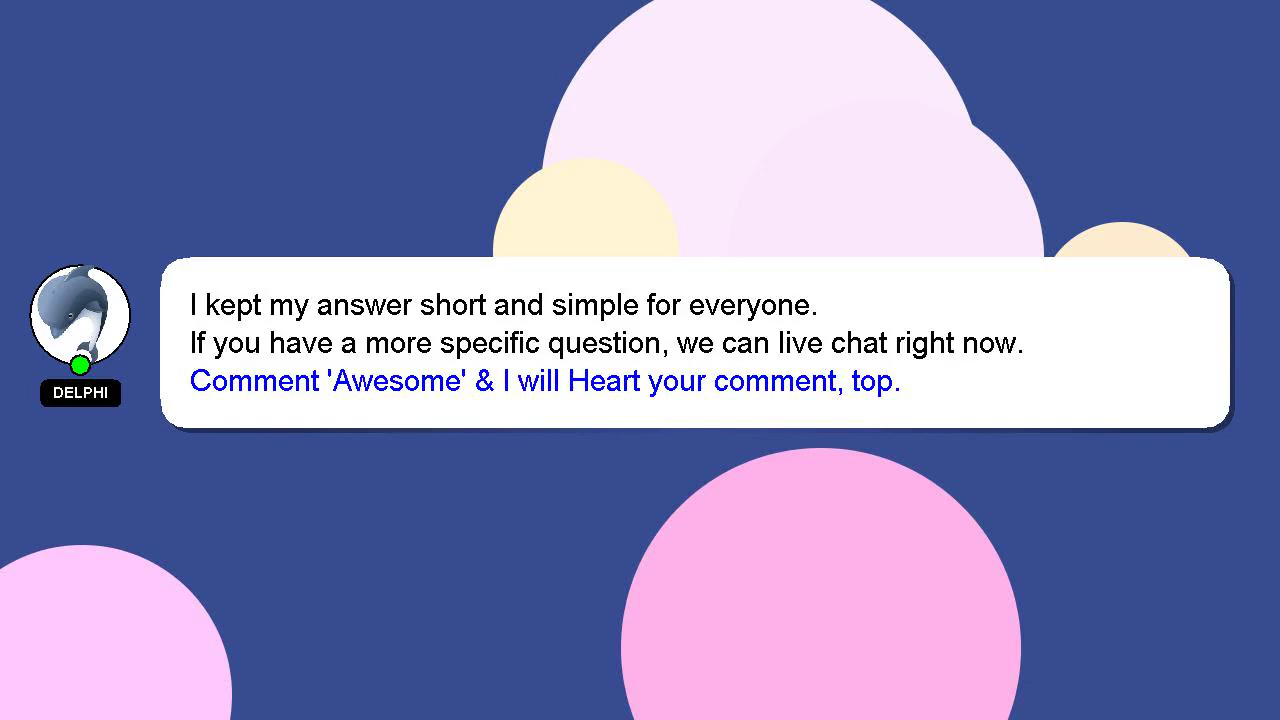 I kept my answer short and simple for everyone.
If you have a more specific question, we can live chat right now.
Comment 'Awesome' & I will Heart your comment, top.
DELPHI